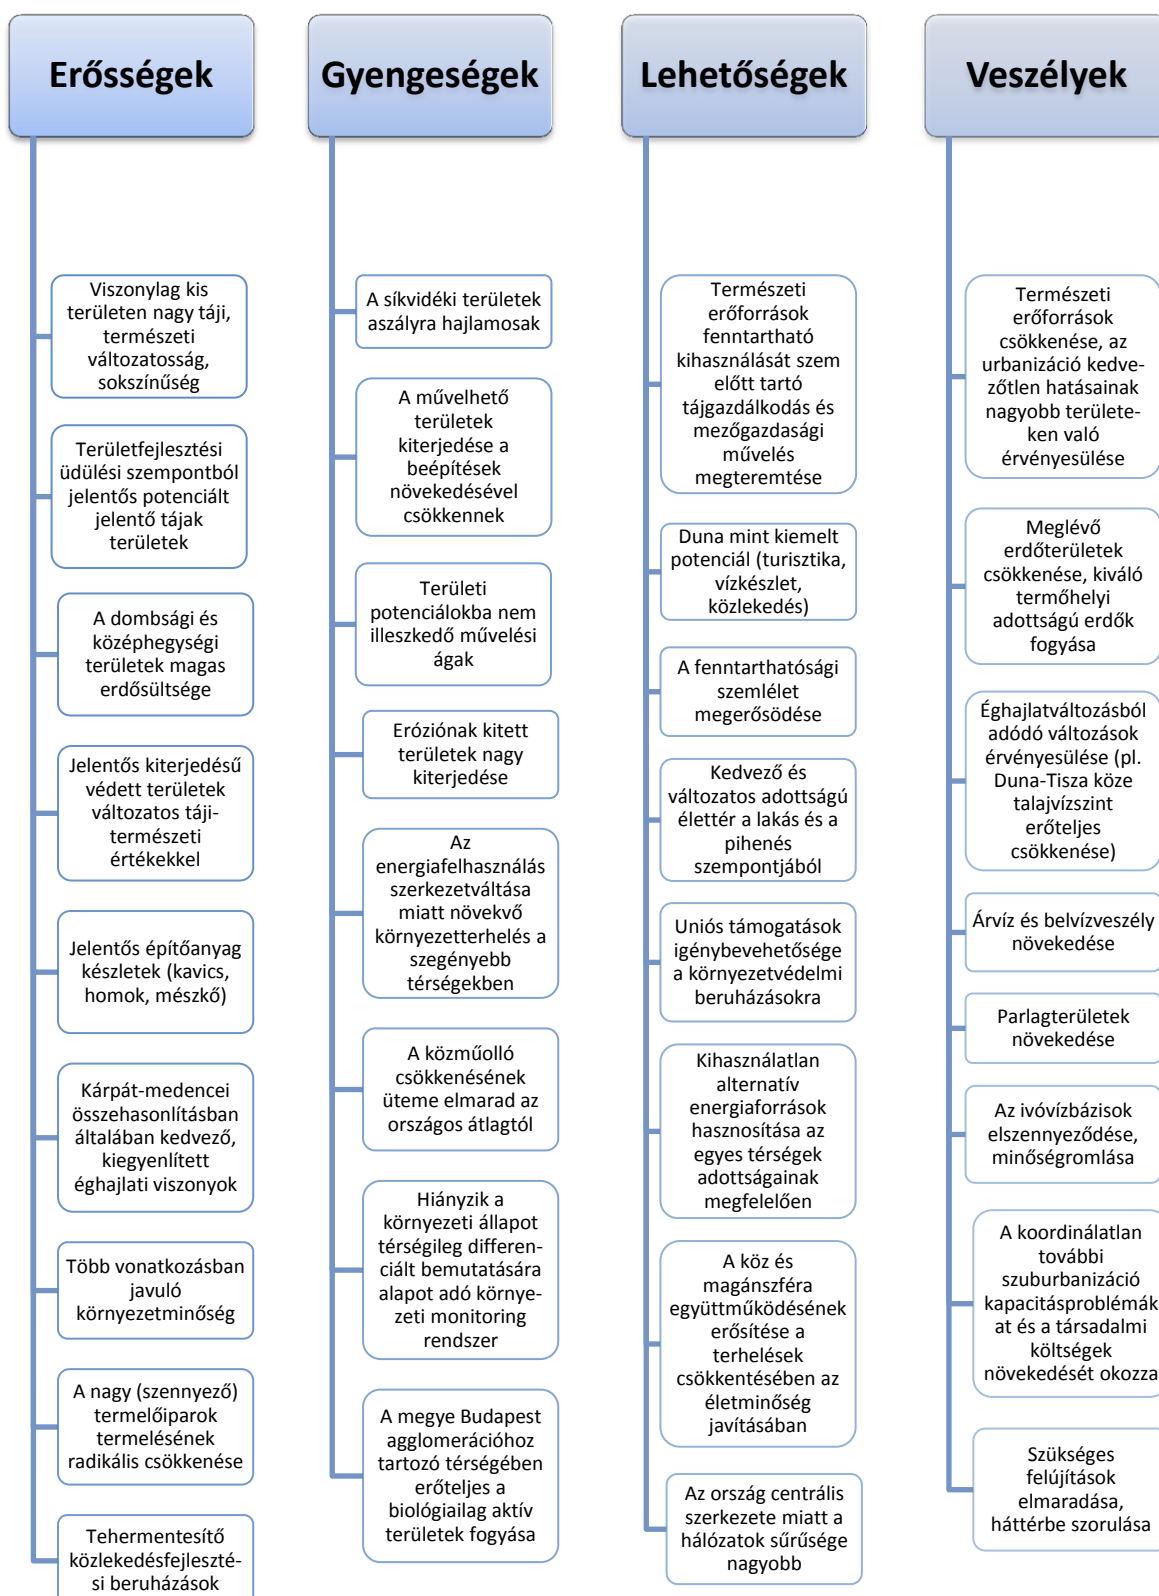 Erősségek
Viszonylag kis
területen nagy táji,
természeti
változatosság,
sokszínűség
Területfejlesztési
üdülési szempontból
jelentős potenciált
jelentő tájak
területek
A dombsági és
középhegységi
területek magas
erdősültsége
Jelentős kiterjedésű
védett területek
változatos táji-
természeti
értékekkel
Jelentős építőanyag
készletek (kavics,
homok, mészkő)
Kárpát-medencei
összehasonlításban
általában kedvező,
kiegyenlített
éghajlati viszonyok
Több vonatkozásban
javuló
környezetminőség
A nagy (szennyező)
termelőiparok
termelésének
radikális csökkenése
Tehermentesítő
közlekedésfejleszté-
si beruházások
Gyengeségek
A síkvidéki területek
aszályra hajlamosak
A művelhető
területek
kiterjedése a
beépítések
növekedésével
csökkennek
Területi
potenciálokba nem
illeszkedő művelési
ágak
Eróziónak kitett
területek nagy
kiterjedése
Az
energiafelhasználás
szerkezetváltása
miatt növekvő
környezetterhelés a
szegényebb
térségekben
A közműolló
csökkenésének
üteme elmarad az
országos átlagtól
Hiányzik a
környezeti állapot
térségileg differen-
ciált bemutatására
alapot adó környe-
zeti monitoring
rendszer
A megye Budapest
agglomerációhoz
tartozó térségében
erőteljes a
biológiailag aktív
területek fogyása
Lehetőségek
Természeti
erőforrások
fenntartható
kihasználását szem
előtt tartó
tájgazdálkodás és
mezőgazdasági
művelés
megteremtése
Duna mint kiemelt
potenciál (turisztika,
vízkészlet,
közlekedés)
A fenntarthatósági
szemlélet
megerősödése
Kedvező és
változatos adottságú
élettér a lakás és a
pihenés
szempontjából
Uniós támogatások
igénybevehetősége
a környezetvédelmi
beruházásokra
Kihasználatlan
alternatív
energiaforrások
hasznosítása az
egyes térségek
adottságainak
megfelelően
A köz és
magánszféra
együttműködésének
erősítése a
terhelések
csökkentésében az
életminőség
javításában
Az ország centrális
szerkezete miatt a
hálózatok sűrűsége
nagyobb
Veszélyek
Természeti
erőforrások
csökkenése, az
urbanizáció kedve-
zőtlen hatásainak
nagyobb területe-
ken való
érvényesülése
Meglévő
erdőterületek
csökkenése, kiváló
termőhelyi
adottságú erdők
fogyása
Éghajlatváltozásból
adódó változások
érvényesülése (pl.
Duna-Tisza köze
talajvízszint
erőteljes
csökkenése)
Árvíz és belvízveszély
növekedése
Parlagterületek
növekedése
Az ivóvízbázisok
elszennyeződése,
minőségromlása
A koordinálatlan
további
szuburbanizáció
kapacitásproblémák
at és a társadalmi
költségek
növekedését okozza
Szükséges
felújítások
elmaradása,
háttérbe szorulása